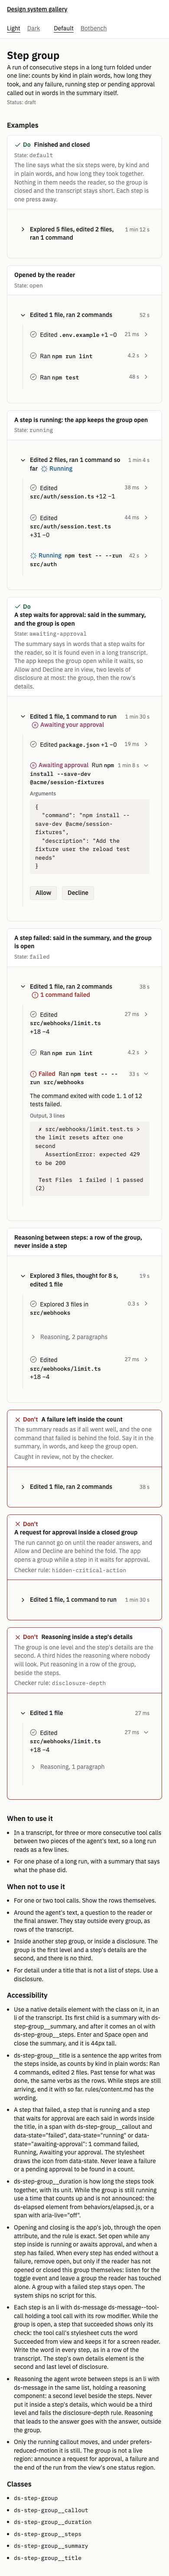 Design system gallery
Light Dark Default Botbench
Step group
A run of consecutive steps in a long turn folded under
one line: counts by kind in plain words, how long they
took, and any failure, running step or pending approval
called out in words in the summary itself.
Status: draft
Examples
Do Finished and closed
State: default
The line says what the six steps were, by kind and
in plain words, and how long they took together.
Nothing in them needs the reader, so the group is
closed and the transcript stays short. Each step is
one press away.
Explored 5 files, edited 2 files, 1 min 12 s
ran 1 command
Opened by the reader
State: open
Edited 1 file, ran 2 commands 52 s
Edited .env.example +1 −0 21 ms
Ran npm run lint 4.2 s
Ran npm test 48 s
A step is running: the app keeps the group open
State: running
Edited 2 files, ran 1 command so 1 min 4 s
far Running
Edited 38 ms
src/auth/session.ts +12 −1
Edited 44 ms
src/auth/session.test.ts
+31 −0
Running npm test -- --run 42 s
src/auth
Do
A step waits for approval: said in the summary,
and the group is open
State: awaiting-approval
The summary says in words that a step waits for
the reader, so it is found even in a long transcript.
The app keeps the group open while it waits, so
Allow and Decline are in view, two levels of
disclosure at most: the group, then the row's
details.
Edited 1 file, 1 command to run 1 min 30 s
Awaiting your approval
Edited package.json +1 −0 19 ms
Awaiting approval Run npm 1 min 8 s
install --save-dev
@acme/session-fixtures
Arguments
{
"command": "npm install --
save-dev @acme/session-
fixtures",
"description": "Add the
fixture user the reload test
needs"
}
Allow Decline
A step failed: said in the summary, and the group
is open
State: failed
Edited 1 file, ran 2 commands 38 s
1 command failed
Edited 27 ms
src/webhooks/limit.ts
+18 −4
Ran npm run lint 4.2 s
Failed Ran npm test -- -- 33 s
run src/webhooks
The command exited with code 1. 1 of 12
tests failed.
Output, 3 lines
✗ src/webhooks/limit.test.ts >
the limit resets after one
second
AssertionError: expected 429
to be 200
Test Files 1 failed | 1 passed
(2)
Reasoning between steps: a row of the group,
never inside a step
Explored 3 files, thought for 8 s, 19 s
edited 1 file
Explored 3 files in 0.3 s
src/webhooks
Reasoning, 2 paragraphs
Edited 27 ms
src/webhooks/limit.ts
+18 −4
Don't A failure left inside the count
The summary reads as if all went well, and the one
command that failed is behind the fold. Say it in the
summary, in words, and keep the group open.
Caught in review, not by the checker.
Edited 1 file, ran 2 commands 38 s
Don't
A request for approval inside a closed group
The run cannot go on until the reader answers, and
Allow and Decline are behind the fold. The app
opens a group while a step in it waits for approval.
Checker rule: hidden-critical-action
Edited 1 file, 1 command to run 1 min 30 s
Don't Reasoning inside a step's details
The group is one level and the step's details are the
second. A third hides the reasoning where nobody
will look. Put reasoning in a row of the group,
beside the steps.
Checker rule: disclosure-depth
Edited 1 file 27 ms
Edited 27 ms
src/webhooks/limit.ts
+18 −4
Reasoning, 1 paragraph
When to use it
In a transcript, for three or more consecutive tool calls
between two pieces of the agent's text, so a long run
reads as a few lines.
For one phase of a long run, with a summary that says
what the phase did.
When not to use it
For one or two tool calls. Show the rows themselves.
Around the agent's text, a question to the reader or
the final answer. They stay outside every group, as
rows of the transcript.
Inside another step group, or inside a disclosure. The
group is the first level and a step's details are the
second, and there is no third.
For detail under a title that is not a list of steps. Use a
disclosure.
Accessibility
Use a native details element with the class on it, in an
li of the transcript. Its first child is a summary with ds-
step-group__summary, and after it comes an ol with
ds-step-group__steps. Enter and Space open and
close the summary, and it is 44px tall.
ds-step-group__title is a sentence the app writes from
the steps inside, as counts by kind in plain words: Ran
4 commands, edited 2 files. Past tense for what was
done, the same verbs as the rows. While steps are still
arriving, end it with so far. rules/content.md has the
wording.
A step that failed, a step that is running and a step
that waits for approval are each said in words inside
the title, in a span with ds-step-group__callout and
data-state="failed", data-state="running" or data-
state="awaiting-approval": 1 command failed,
Running, Awaiting your approval. The stylesheet
draws the icon from data-state. Never leave a failure
or a pending approval to be found in a count.
ds-step-group__duration is how long the steps took
together, with its unit. While the group is still running
use a time that counts up and is not announced: the
ds-elapsed element from elements/elapsed.js, or a
span with aria-live="off".
Opening and closing is the app's job, through the open
attribute, and the rule is exact. Set open while any
step inside is running or awaits approval, and when a
step has failed. When every step has ended without a
failure, remove open, but only if the reader has not
opened or closed this group themselves: listen for the
toggle event and leave a group the reader has touched
alone. A group with a failed step stays open. The
system ships no script for this.
Each step is an li with ds-message ds-message--tool-
call holding a tool call with its row modifier. While the
group is open, a step that succeeded shows only its
check: the tool call's stylesheet cuts the word
Succeeded from view and keeps it for a screen reader.
Write the word in every step, as in a row of the
transcript. The step's own details element is the
second and last level of disclosure.
Reasoning the agent wrote between steps is an li with
ds-message in the same list, holding a reasoning
component: a second level beside the steps. Never
put it inside a step's details, which would be a third
level and fails the disclosure-depth rule. Reasoning
that leads to the answer goes with the answer, outside
the group.
Only the running callout moves, and under prefers-
reduced-motion it is still. The group is not a live
region: announce a request for approval, a failure and
the end of the run from the view's one status region.
Classes
ds-step-group
ds-step-group__callout
ds-step-group__duration
ds-step-group__steps
ds-step-group__summary
ds-step-group__title